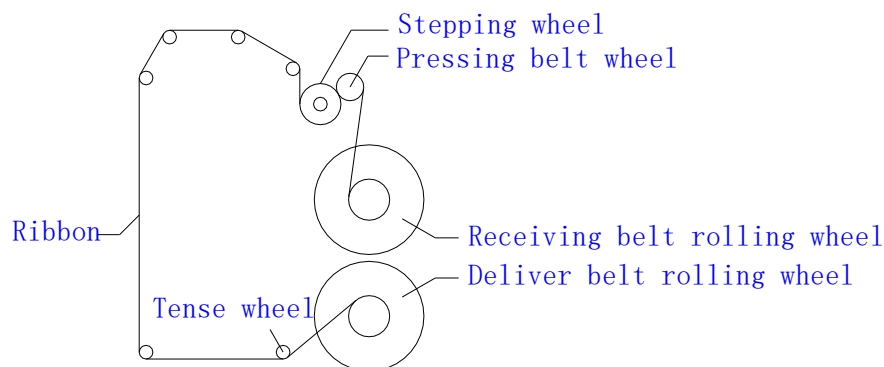 Stepping wheel
Pressing belt wheel
Ribbon
Receiving belt rolling wheel
Deliver belt rolling wheel
Tense wheel